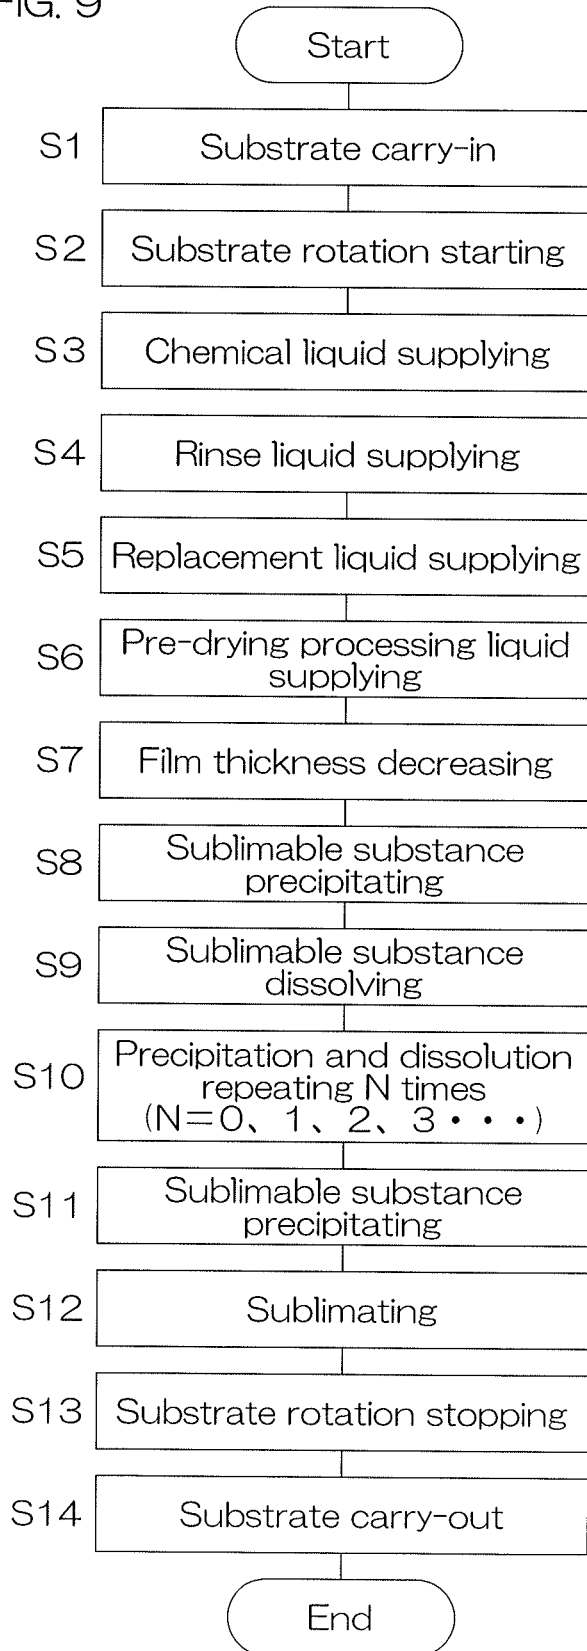 FIG. 9
Start
S1 Substrate carry-in
S2 Substrate rotation starting
S3 Chemical liquid supplying
S4 Rinse liquid supplying
S5 Replacement liquid supplying
S6 Pre-drying processing liquid
supplying
S7 Film thickness decreasing
S8 Sublimable substance
precipitating
S9 Sublimable substance
dissolving
S10 Precipitation and dissolution
repeating N times
(N=0、1、2、3・・・)
S11 Sublimable substance
precipitating
S12 Sublimating
S13 Substrate rotation stopping
S14 Substrate carry-out
End